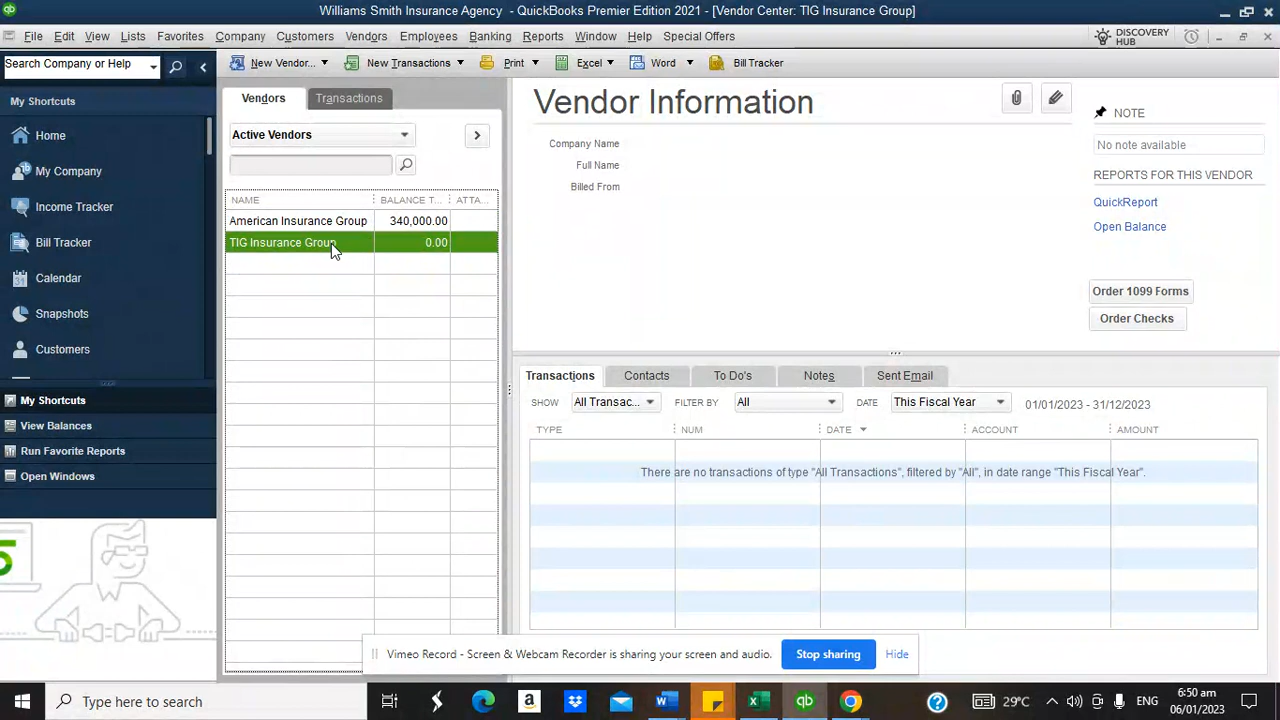 Williams Smith Insurance Agency - QuickBooks Premier Edition 2021 - [Vendor Center: TIG Insurance Group]
File Edit View Lists Favorites Company Customers Vendors Employees Banking Reports Window Help Special Offers
DISCOVERY
HUB
Search Company or Help
New Vendor... New Transactions Print Excel Word Bill Tracker
My Shortcuts
Home
My Company
Income Tracker
Bill Tracker
Calendar
Snapshots
Customers
My Shortcuts
View Balances
Run Favorite Reports
Open Windows
Vendors Transactions
Active Vendors
NAME BALANCE T... ATTA...
American Insurance Group 340,000.00
TIG Insurance Group 0.00
Vendor Information
Company Name
Full Name
Billed From
NOTE
No note available
REPORTS FOR THIS VENDOR
QuickReport
Open Balance
Order 1099 Forms
Order Checks
Transactions Contacts To Do's Notes Sent Email
SHOW All Transac... FILTER BY All DATE This Fiscal Year 01/01/2023 - 31/12/2023
TYPE NUM DATE ACCOUNT AMOUNT
There are no transactions of type "All Transactions", filtered by "All", in date range "This Fiscal Year".
Vimeo Record - Screen & Webcam Recorder is sharing your screen and audio. Stop sharing Hide
Type here to search
29°C ENG
6:50 am
06/01/2023